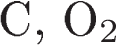 C, O₂